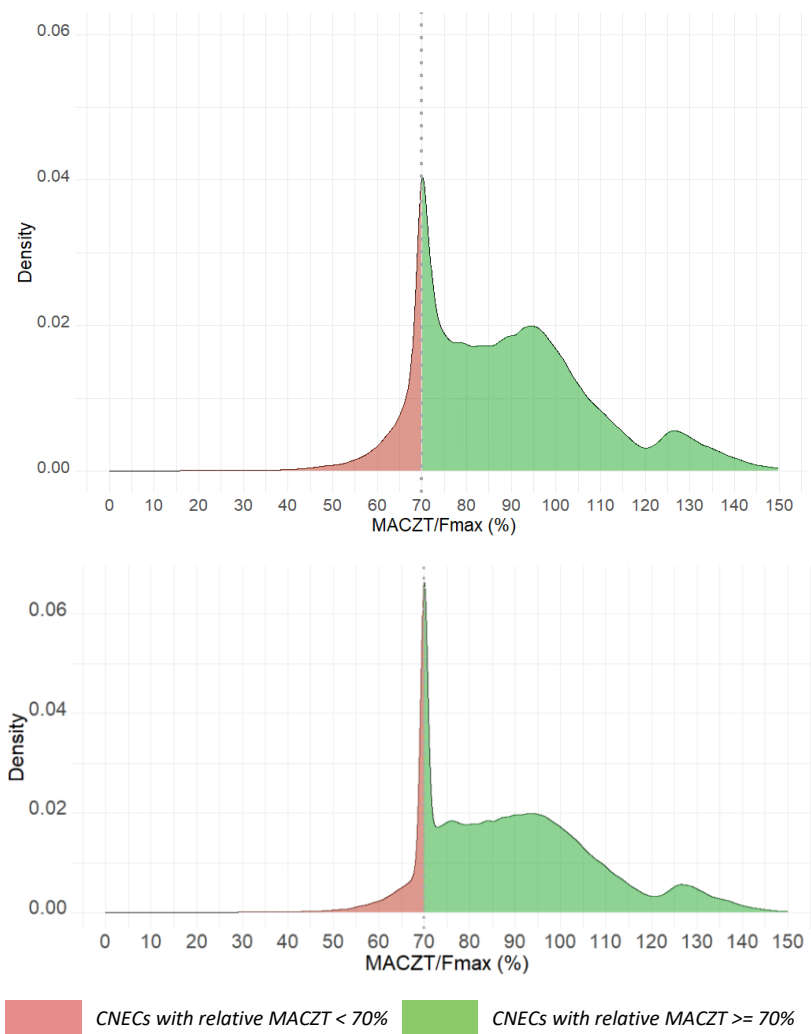 0.06
0.04
0.02
0.00
Density
0 10 20 30 40 50 60 70 80 90 100 110 120 130 140 150
MACZT/Fmax (%)
0.06
0.04
0.02
0.00
Density
0 10 20 30 40 50 60 70 80 90 100 110 120 130 140 150
MACZT/Fmax (%)
CNECs with relative MACZT < 70% CNECs with relative MACZT >= 70%